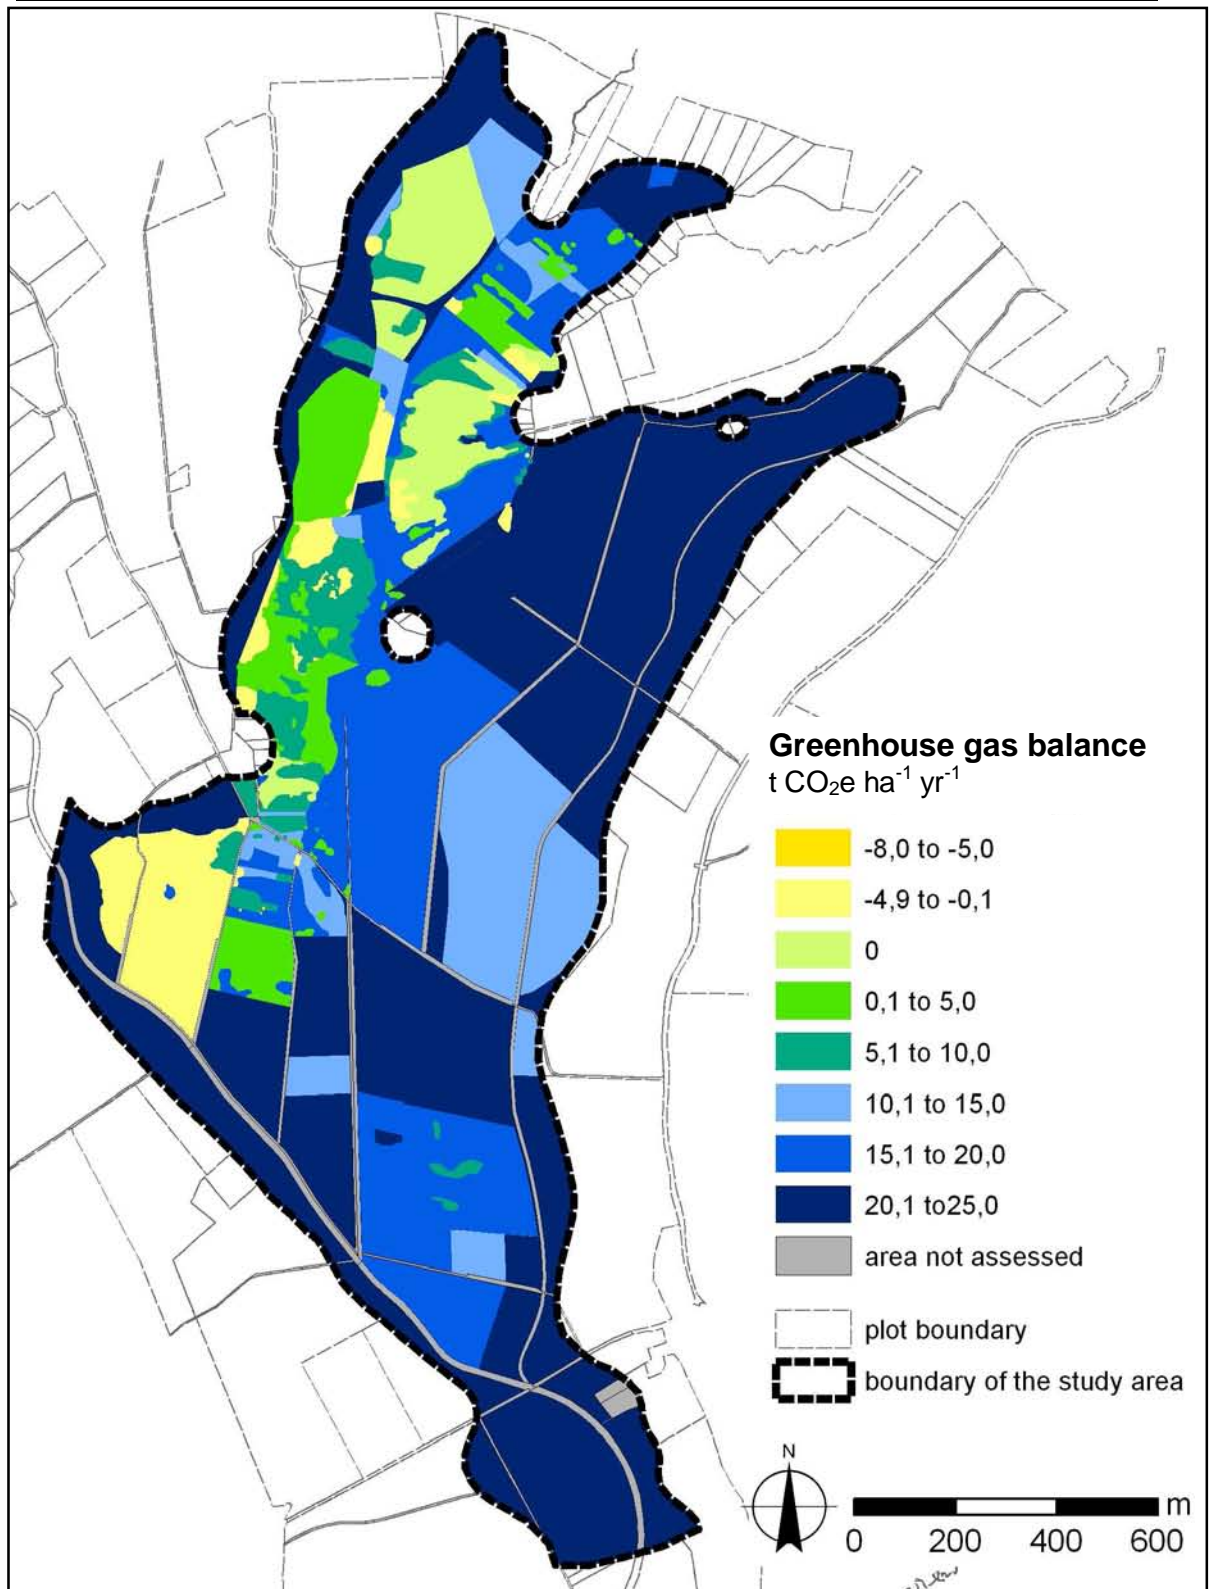 Greenhouse gas balance
t CO₂e ha⁻¹ yr⁻¹
-8,0 to -5,0
-4,9 to -0,1
0
0,1 to 5,0
5,1 to 10,0
10,1 to 15,0
15,1 to 20,0
20,1 to25,0
area not assessed
plot boundary
boundary of the study area
N
m
0 200 400 600